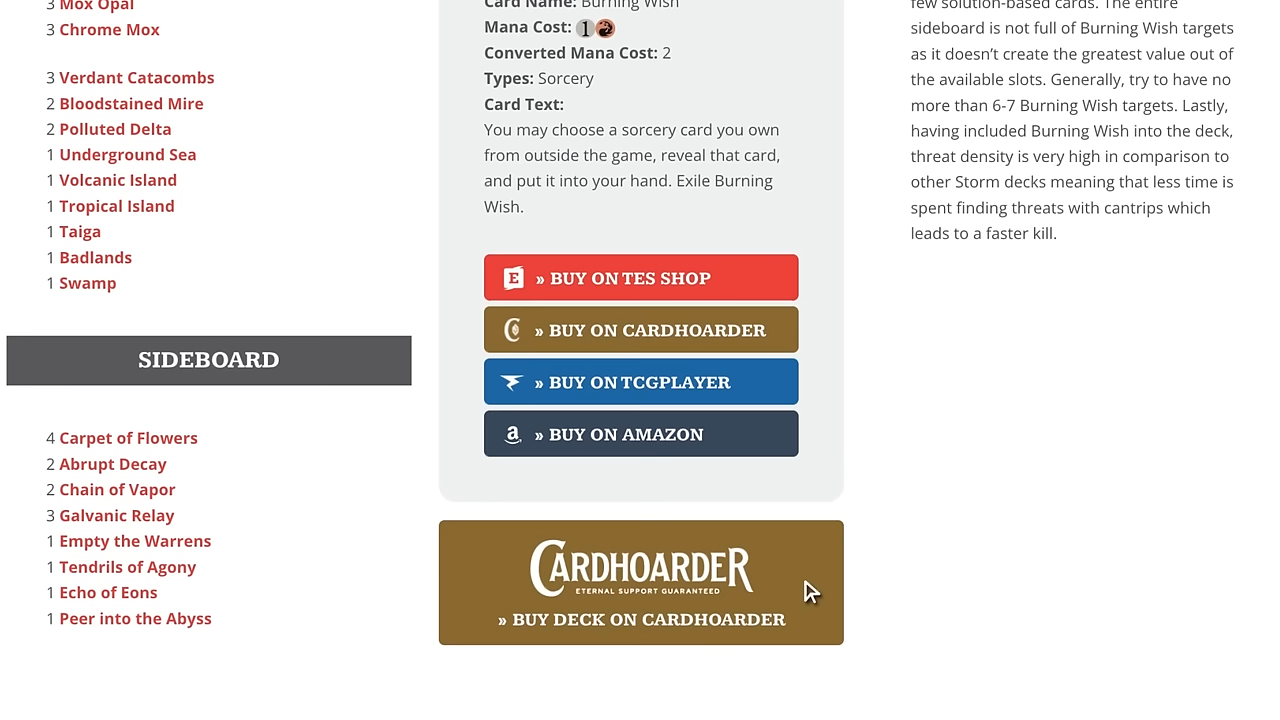 3 Mox Opal
3 Chrome Mox
3 Verdant Catacombs
2 Bloodstained Mire
2 Polluted Delta
1 Underground Sea
1 Volcanic Island
1 Tropical Island
1 Taiga
1 Badlands
1 Swamp
SIDEBOARD
4 Carpet of Flowers
2 Abrupt Decay
2 Chain of Vapor
3 Galvanic Relay
1 Empty the Warrens
1 Tendrils of Agony
1 Echo of Eons
1 Peer into the Abyss
Card Name: Burning Wish
Mana Cost: 1
Converted Mana Cost: 2
Types: Sorcery
Card Text:
You may choose a sorcery card you own
from outside the game, reveal that card,
and put it into your hand. Exile Burning
Wish.
E » BUY ON TES SHOP
C » BUY ON CARDHOARDER
» BUY ON TCGPLAYER
a » BUY ON AMAZON
CARDHOARDER
ETERNAL SUPPORT GUARANTEED
» BUY DECK ON CARDHOARDER
few solution-based cards. The entire
sideboard is not full of Burning Wish targets
as it doesn’t create the greatest value out of
the available slots. Generally, try to have no
more than 6-7 Burning Wish targets. Lastly,
having included Burning Wish into the deck,
threat density is very high in comparison to
other Storm decks meaning that less time is
spent finding threats with cantrips which
leads to a faster kill.